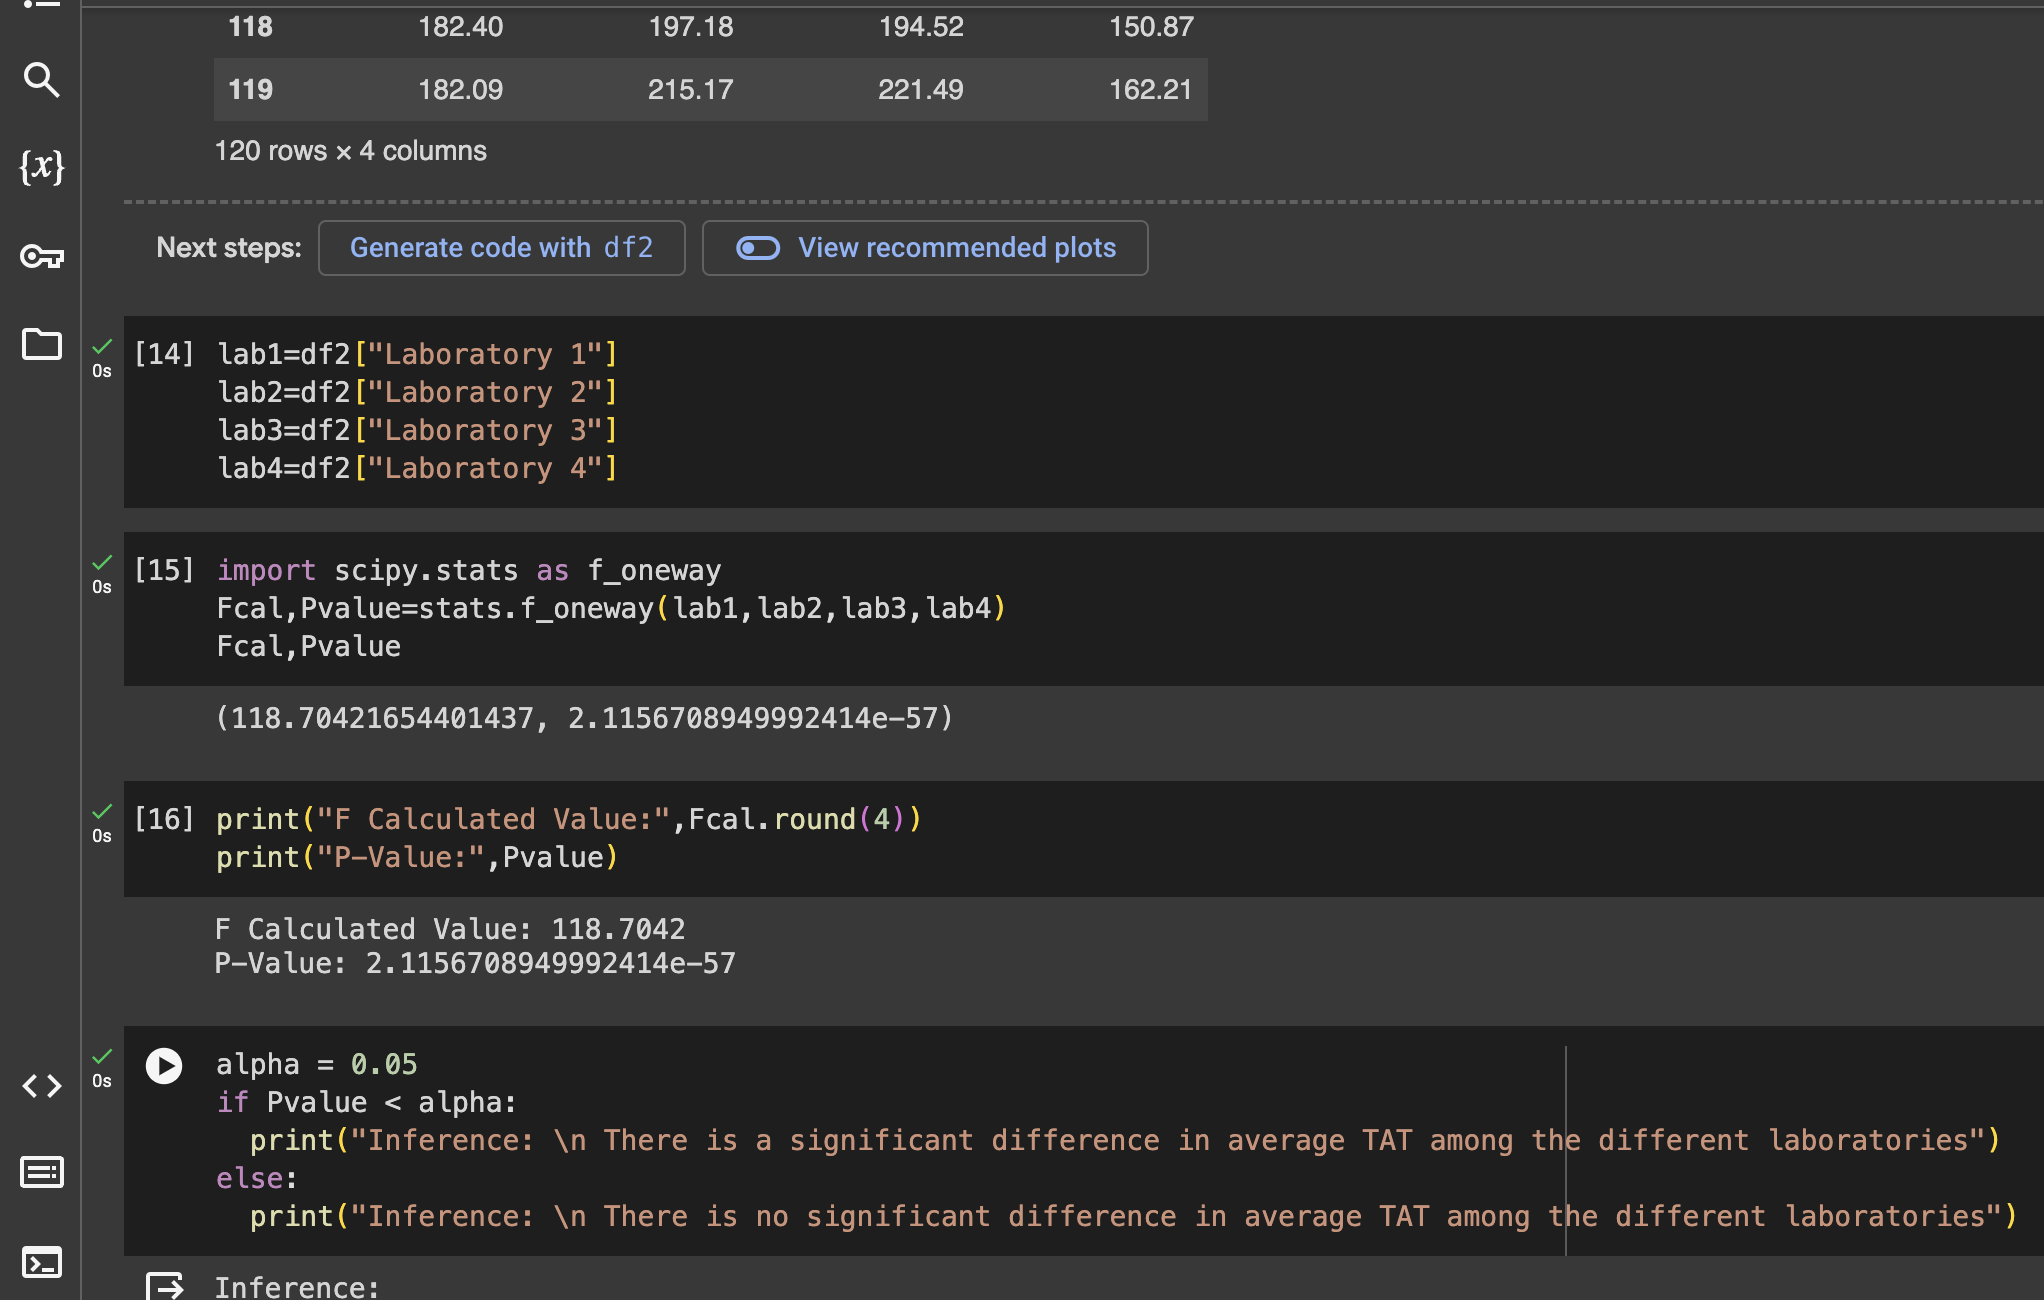 118 182.40 197.18 194.52 150.87
119 182.09 215.17 221.49 162.21
120 rows × 4 columns
Next steps: Generate code with df2 View recommended plots
{x}
0s
[14] lab1=df2["Laboratory 1"]
lab2=df2["Laboratory 2"]
lab3=df2["Laboratory 3"]
lab4=df2["Laboratory 4"]
0s
[15] import scipy.stats as f_oneway
Fcal,Pvalue=stats.f_oneway(lab1,lab2,lab3,lab4)
Fcal,Pvalue
(118.70421654401437, 2.1156708949992414e-57)
0s
[16] print("F Calculated Value:",Fcal.round(4))
print("P-Value:",Pvalue)
F Calculated Value: 118.7042
P-Value: 2.1156708949992414e-57
0s
alpha = 0.05
if Pvalue < alpha:
  print("Inference: \n There is a significant difference in average TAT among the different laboratories")
else:
  print("Inference: \n There is no significant difference in average TAT among the different laboratories")
Inference: